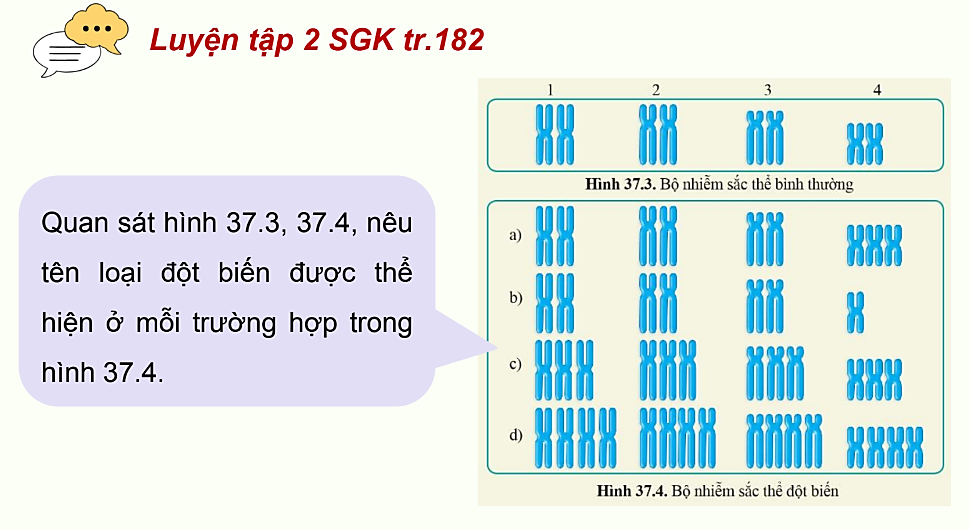 Luyện tập 2 SGK tr.182
1 2 3 4
Hình 37.3. Bộ nhiễm sắc thể bình thường
Quan sát hình 37.3, 37.4, nêu
tên loại đột biến được thể
hiện ở mỗi trường hợp trong
hình 37.4.
a)
b)
c)
d)
Hình 37.4. Bộ nhiễm sắc thể đột biến